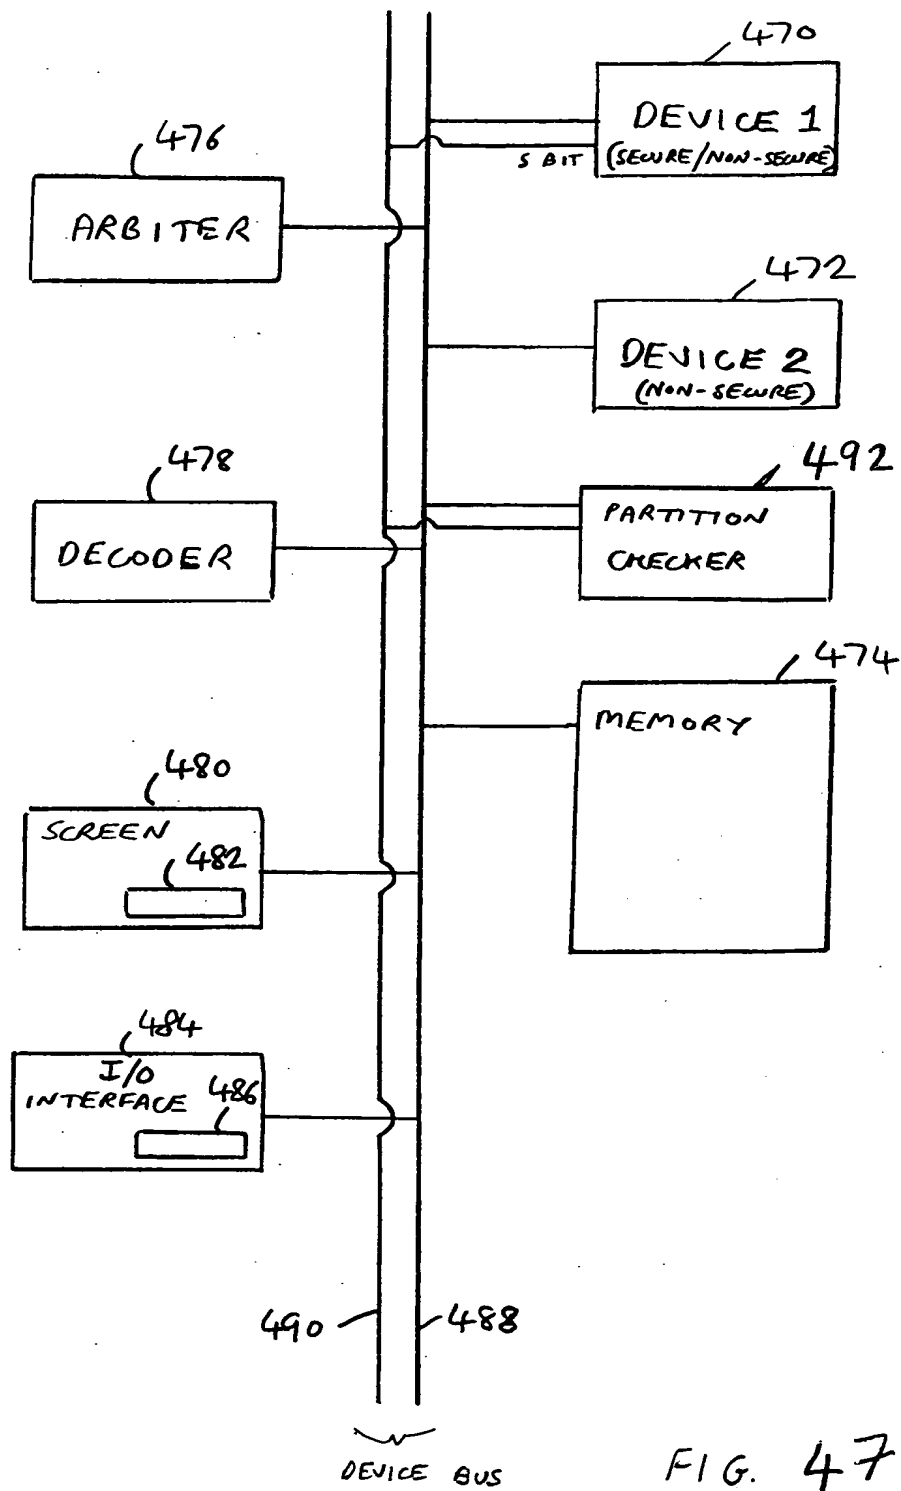 470
DEVICE 1
(SECURE/NON-SECURE)
S BIT
476
ARBITER
472
DEVICE 2
(NON-SECURE)
478
DECODER
492
PARTITION
CHECKER
474
MEMORY
480
SCREEN
482
484
I/O
INTERFACE
486
490
488
DEVICE BUS
FIG. 47